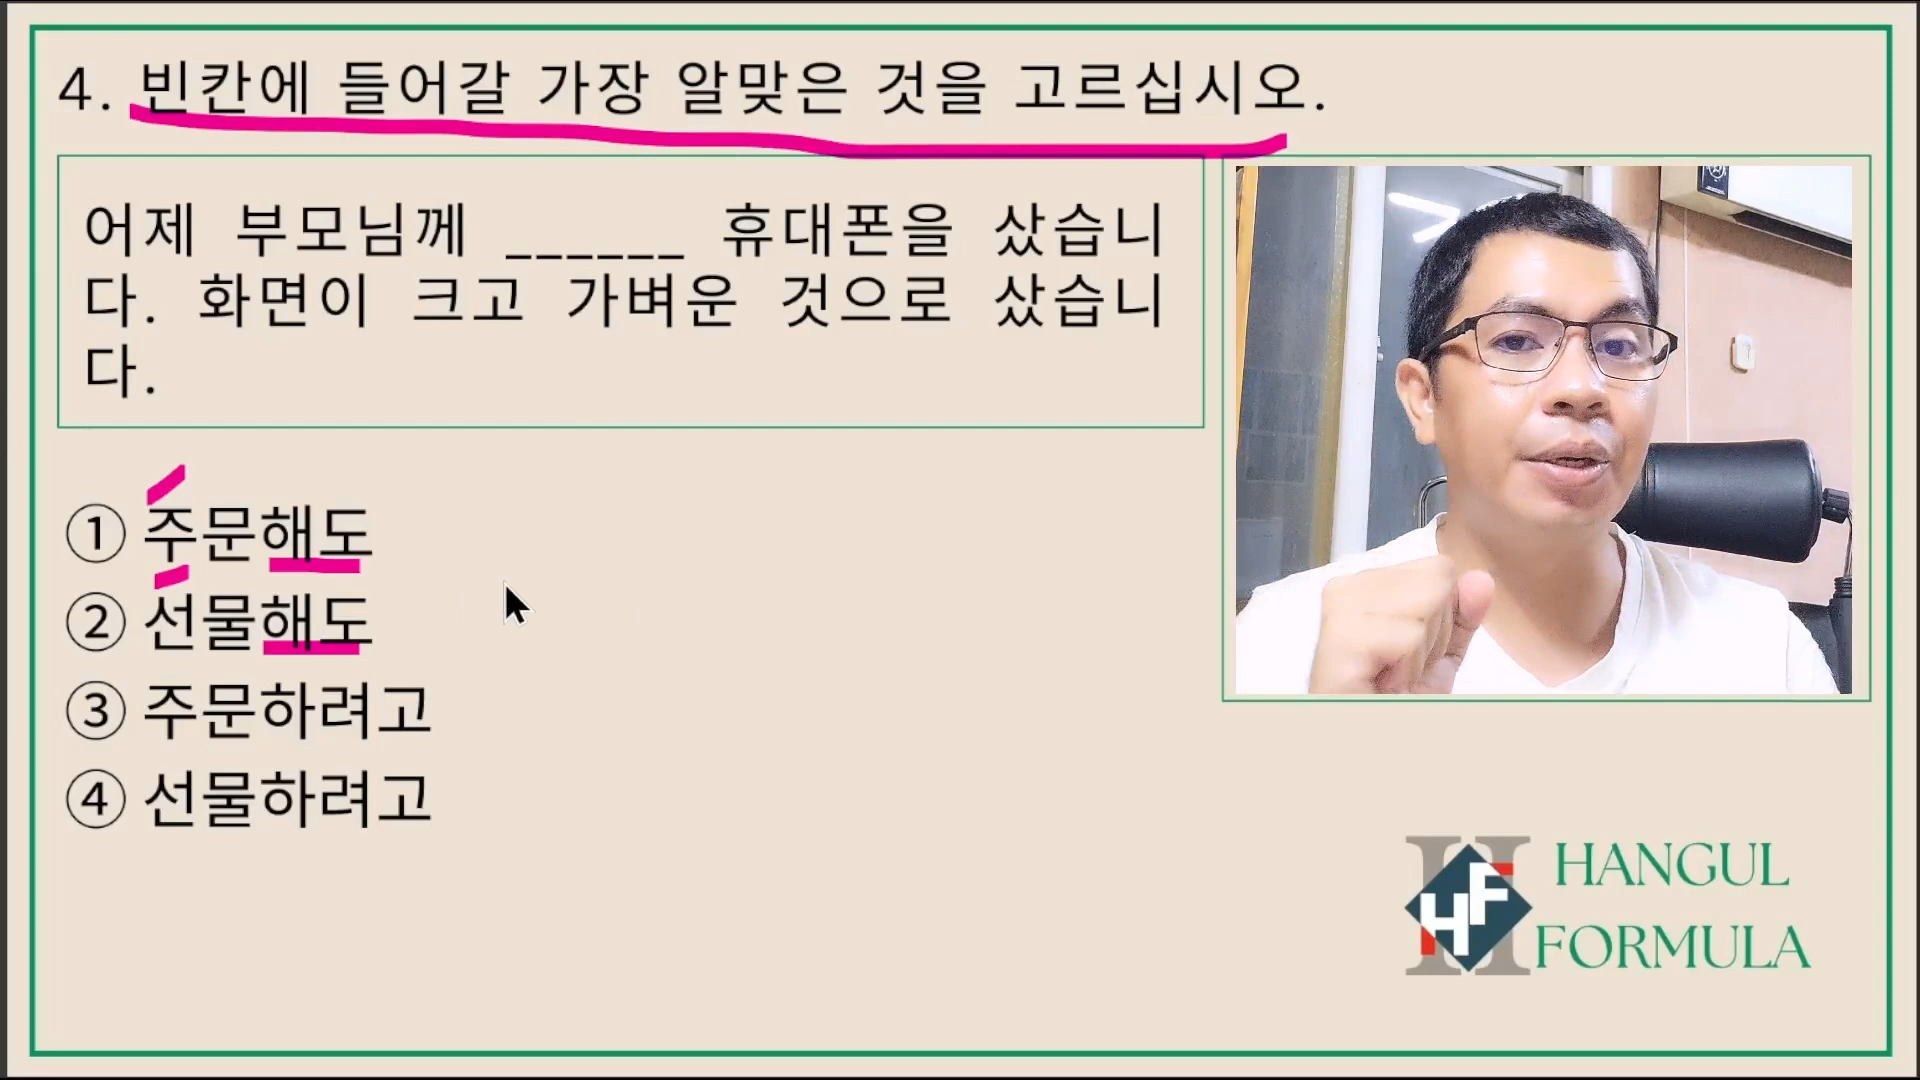 4. 빈칸에 들어갈 가장 알맞은 것을 고르십시오.
어제 부모님께 ______ 휴대폰을 샀습니
다. 화면이 크고 가벼운 것으로 샀습니
다.
① 주문해도
② 선물해도
③ 주문하려고
④ 선물하려고
HF
HANGUL
FORMULA